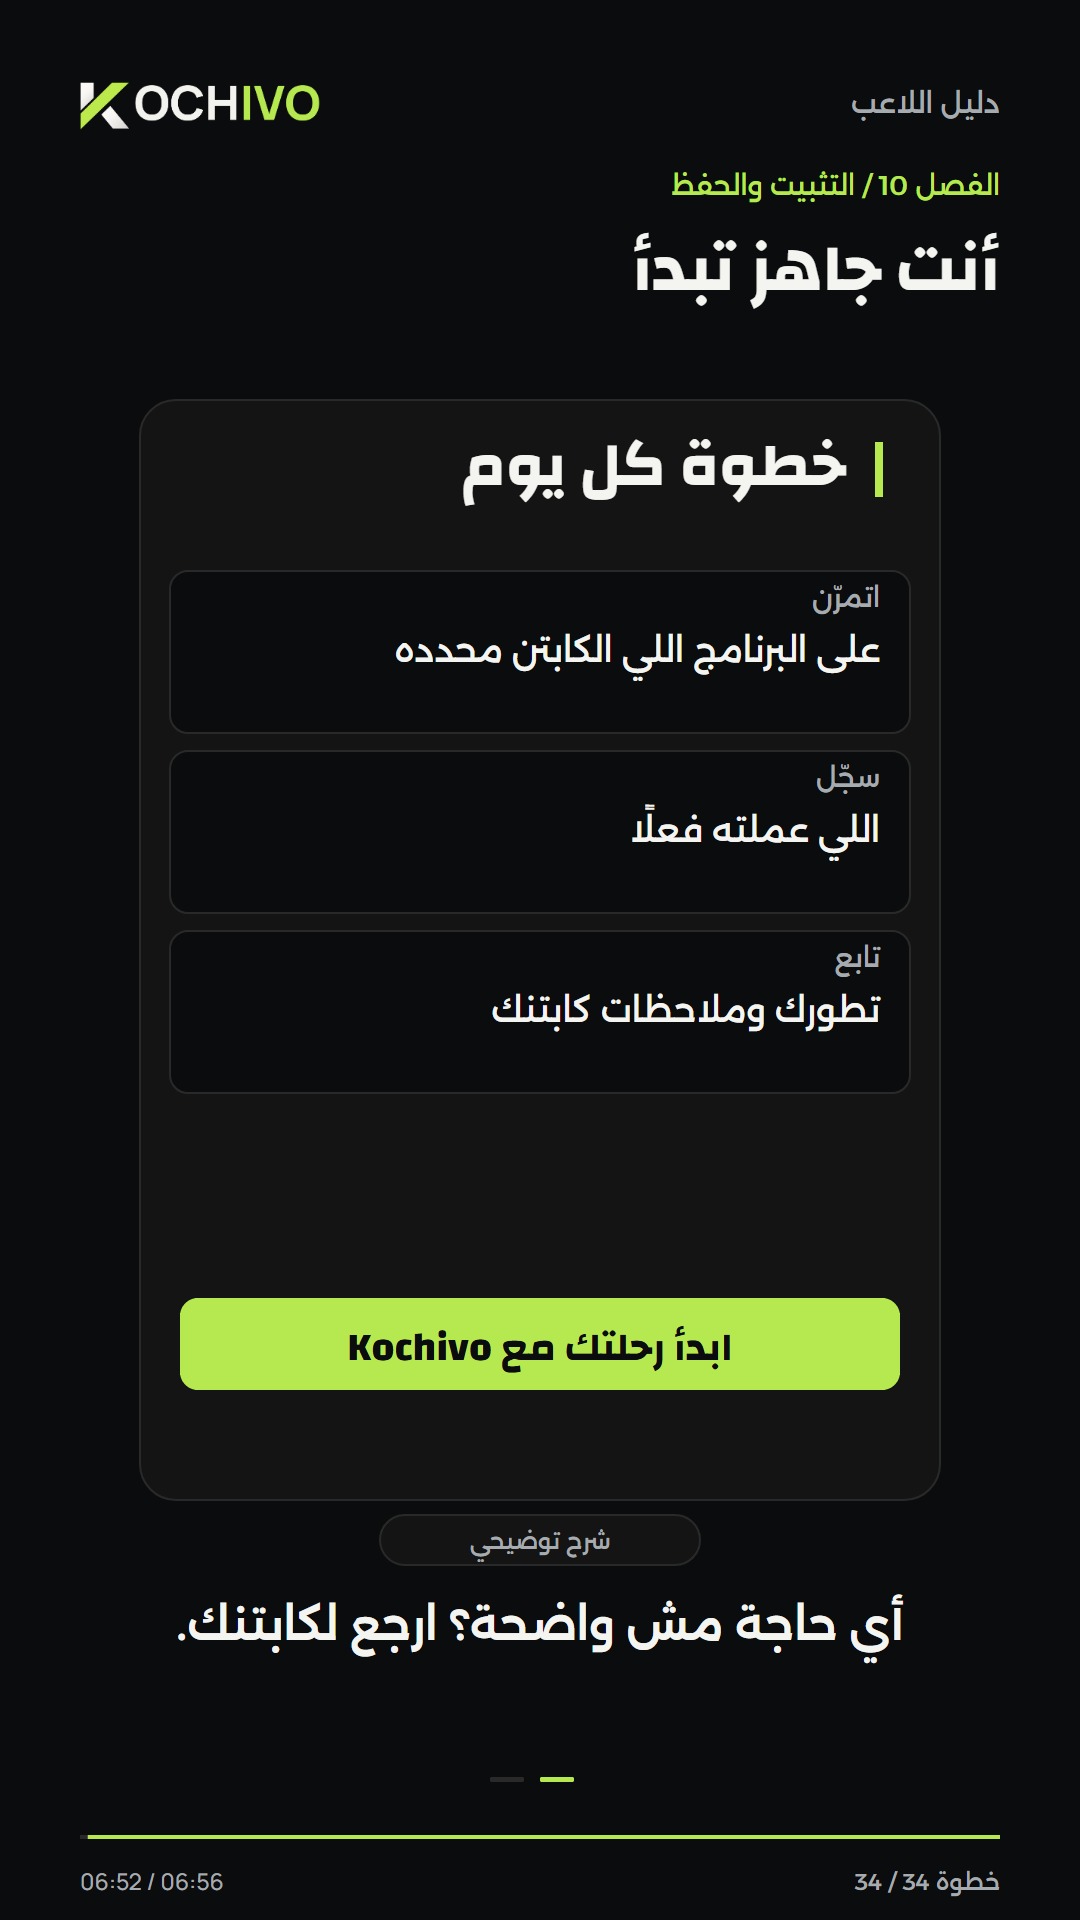 KOCHIVO
دليل اللاعب
الفصل 10 / التثبيت والحفظ
أنت جاهز تبدأ
خطوة كل يوم
اتمرّن
على البرنامج اللي الكابتن محدده
سجّل
اللي عملته فعلًا
تابع
تطورك وملاحظات كابتنك
ابدأ رحلتك مع Kochivo
شرح توضيحي
أي حاجة مش واضحة؟ ارجع لكابتنك.
خطوة 34 / 34
06:52 / 06:56